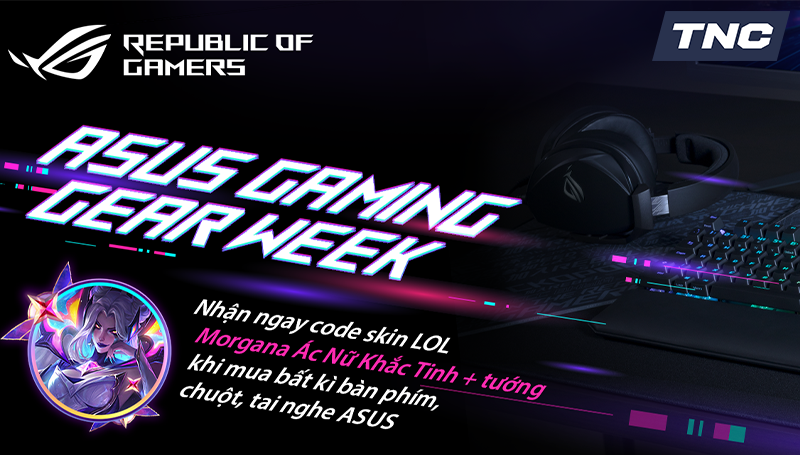 REPUBLIC OF
GAMERS
TNC
ASUS GAMING
GEAR WEEK
Nhận ngay code skin LOL
Morgana Ác Nữ Khắc Tinh + tướng
khi mua bất kì bàn phím,
chuột, tai nghe ASUS